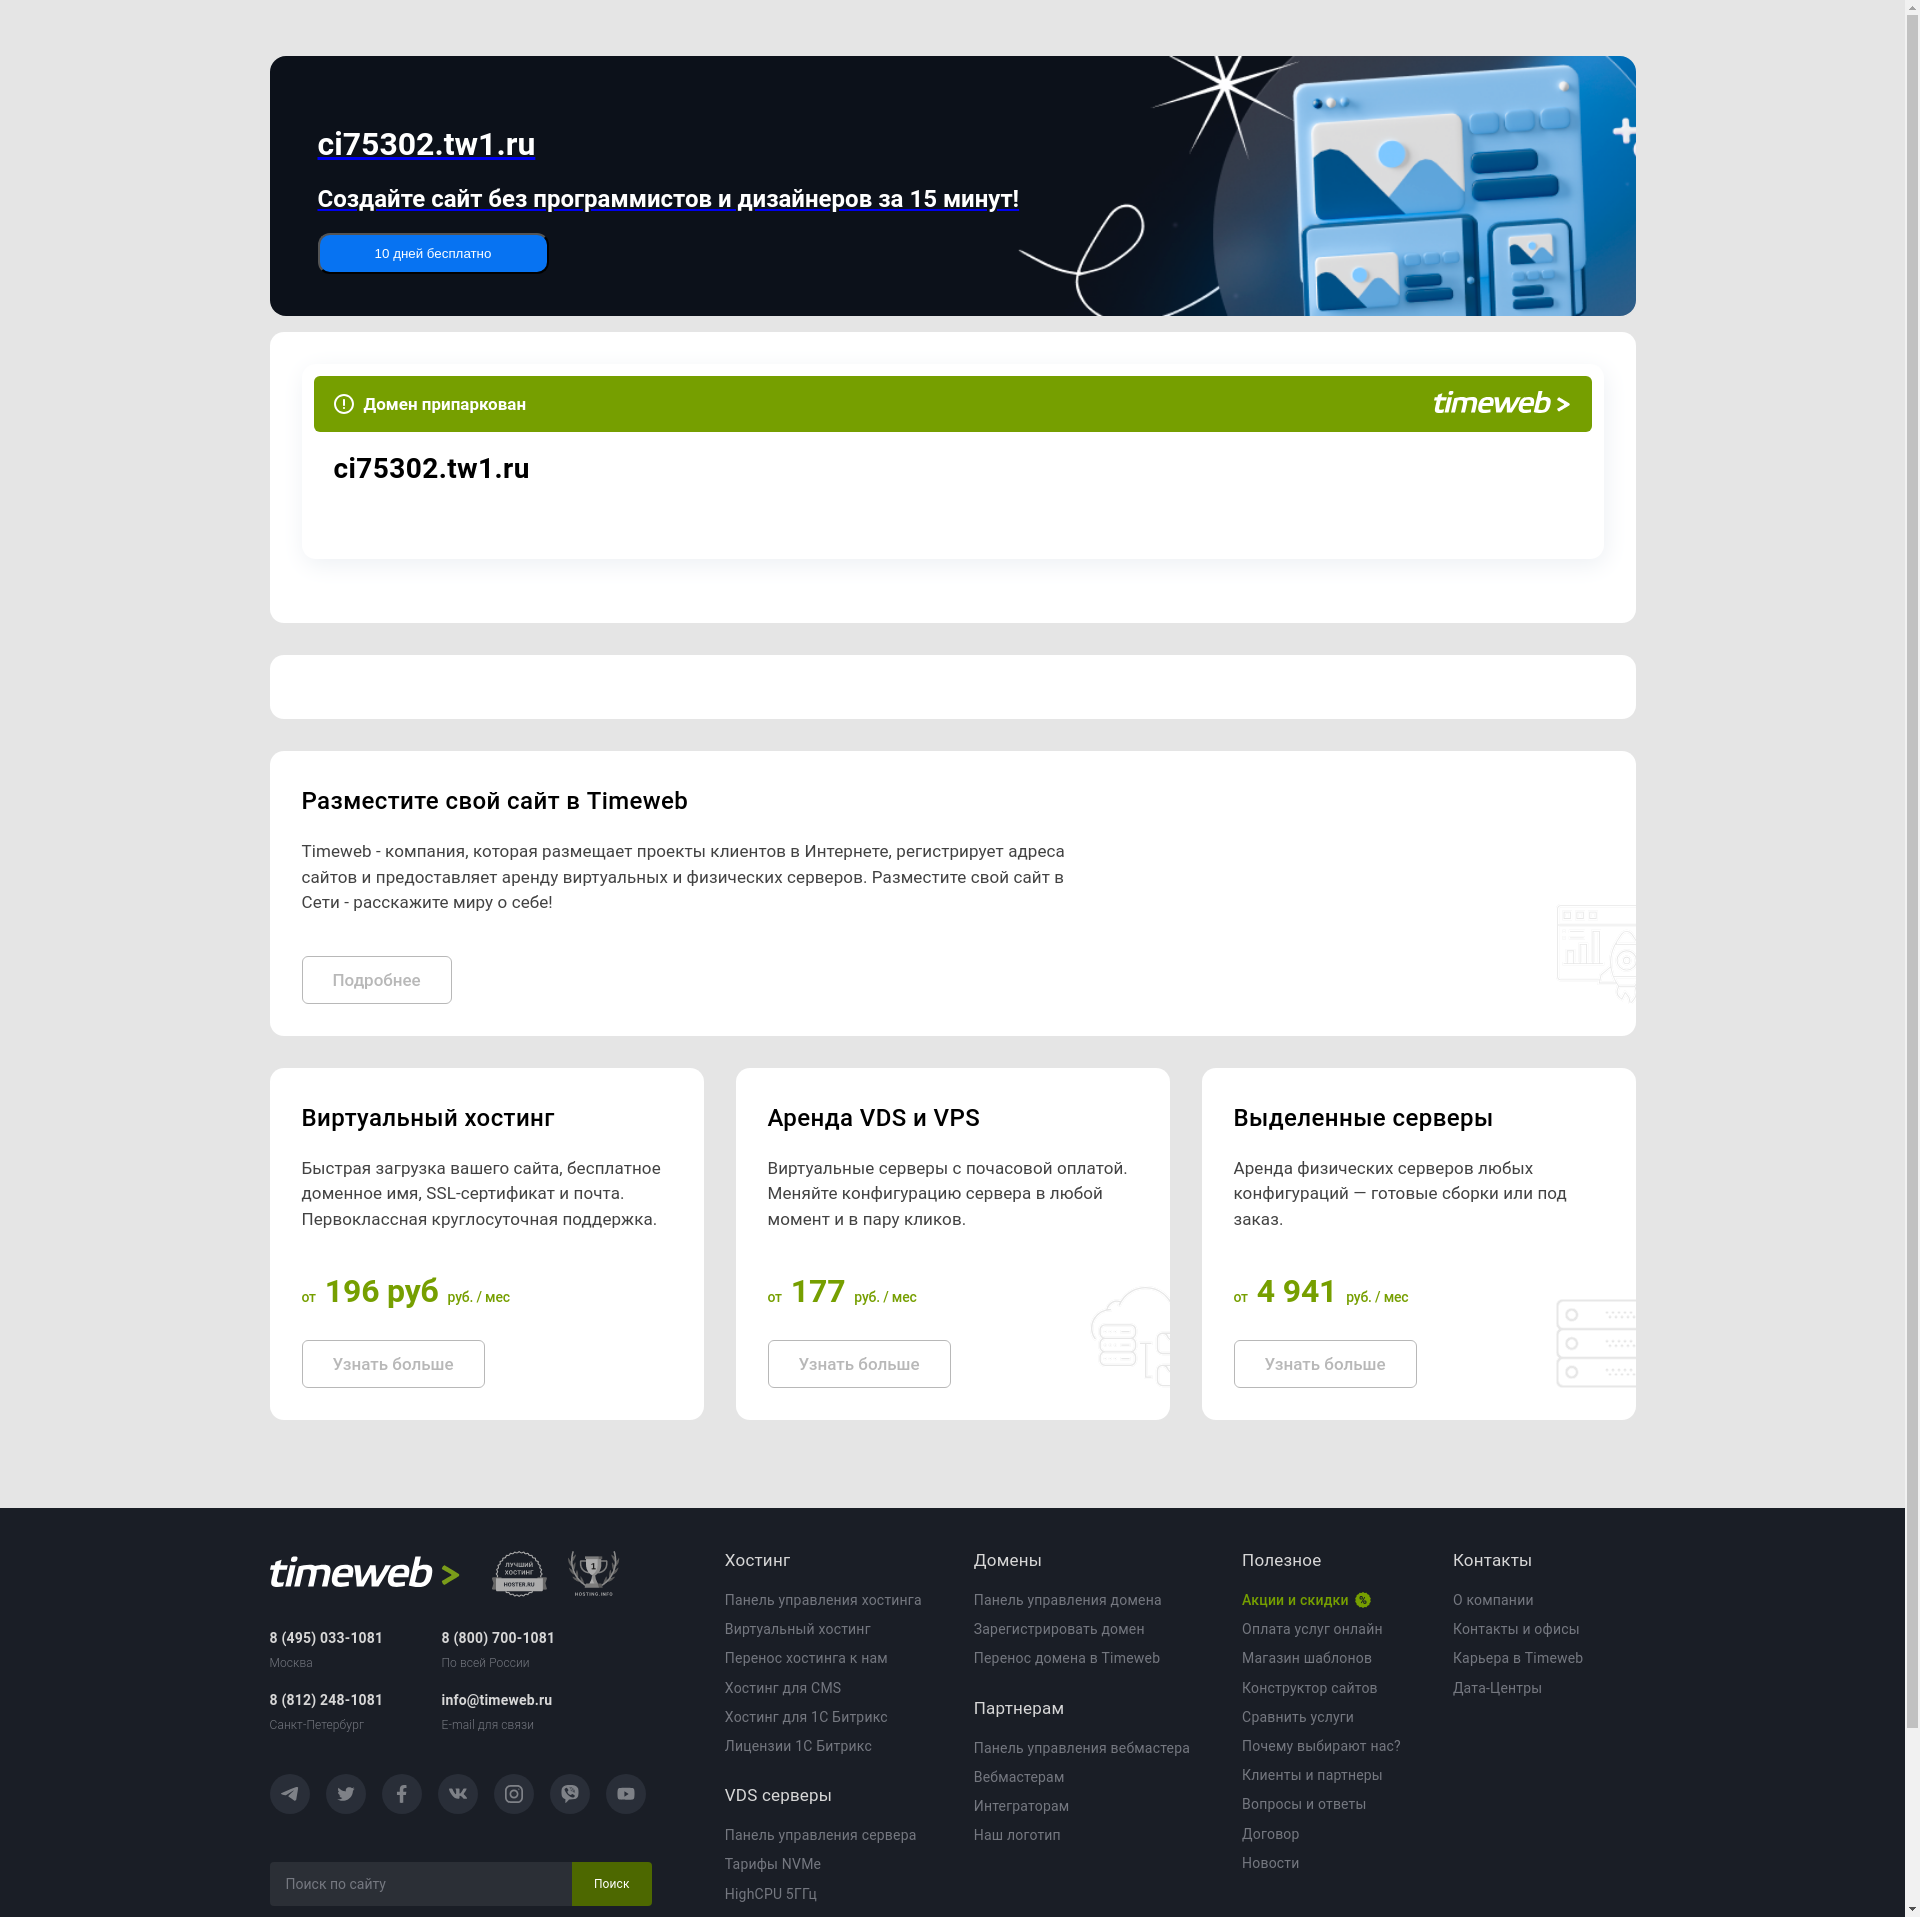 ci75302.tw1.ru
Создайте сайт без программистов и дизайнеров за 15 минут!
10 дней бесплатно
Домен припаркован
timeweb >
ci75302.tw1.ru
Разместите свой сайт в Timeweb
Timeweb - компания, которая размещает проекты клиентов в Интернете, регистрирует адреса
сайтов и предоставляет аренду виртуальных и физических серверов. Разместите свой сайт в
Сети - расскажите миру о себе!
Подробнее
Виртуальный хостинг
Быстрая загрузка вашего сайта, бесплатное
доменное имя, SSL-сертификат и почта.
Первоклассная круглосуточная поддержка.
от 196 руб руб. / мес
Узнать больше
Аренда VDS и VPS
Виртуальные серверы с почасовой оплатой.
Меняйте конфигурацию сервера в любой
момент и в пару кликов.
от 177 руб. / мес
Узнать больше
Выделенные серверы
Аренда физических серверов любых
конфигураций — готовые сборки или под
заказ.
от 4 941 руб. / мес
Узнать больше
timeweb >
ЛУЧШИЙ
ХОСТИНГ
HOSTER.RU
1
HOSTING.INFO
8 (495) 033-1081
Москва
8 (800) 700-1081
По всей России
8 (812) 248-1081
Санкт-Петербург
info@timeweb.ru
E-mail для связи
Поиск по сайту
Поиск
Хостинг
Панель управления хостинга
Виртуальный хостинг
Перенос хостинга к нам
Хостинг для CMS
Хостинг для 1С Битрикс
Лицензии 1С Битрикс
VDS серверы
Панель управления сервера
Тарифы NVMe
HighCPU 5ГГц
Домены
Панель управления домена
Зарегистрировать домен
Перенос домена в Timeweb
Партнерам
Панель управления вебмастера
Вебмастерам
Интеграторам
Наш логотип
Полезное
Акции и скидки %
Оплата услуг онлайн
Магазин шаблонов
Конструктор сайтов
Сравнить услуги
Почему выбирают нас?
Клиенты и партнеры
Вопросы и ответы
Договор
Новости
Контакты
О компании
Контакты и офисы
Карьера в Timeweb
Дата-Центры